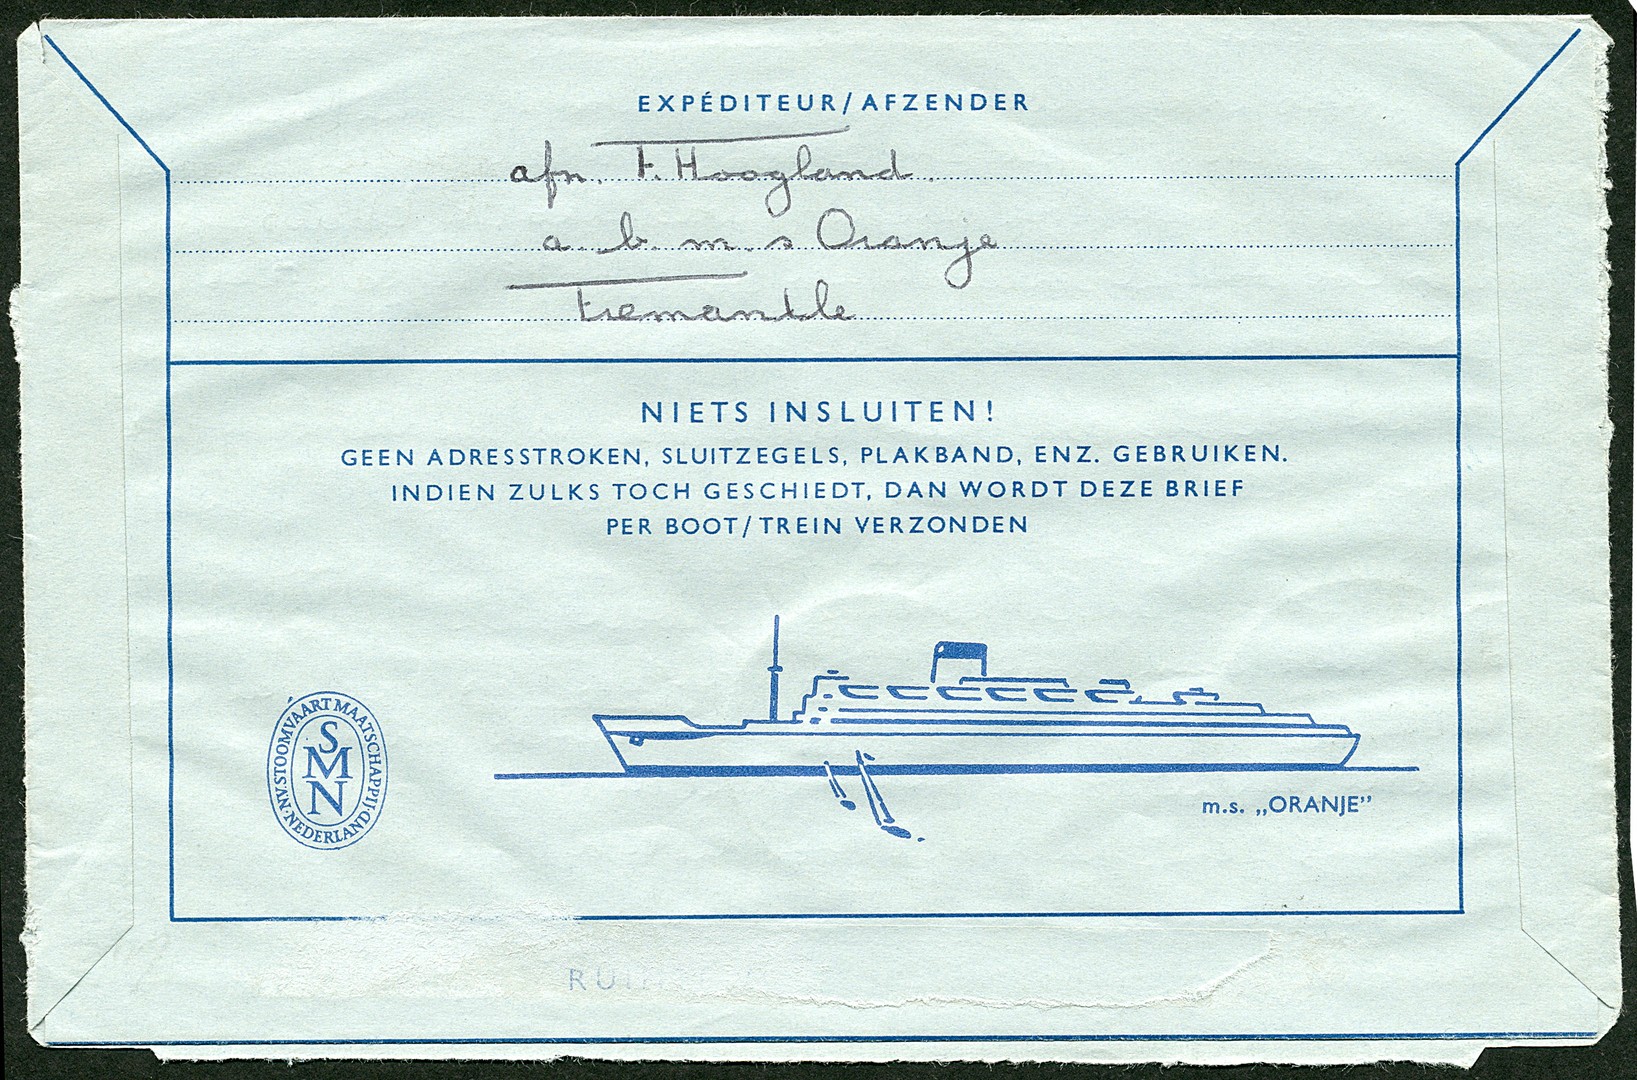 EXPÉDITEUR/AFZENDER
afn. F. Hoogland.
a. b. m. s Oranje
Fremantle
NIETS INSLUITEN!
GEEN ADRESSTROKEN, SLUITZEGELS, PLAKBAND, ENZ. GEBRUIKEN.
INDIEN ZULKS TOCH GESCHIEDT, DAN WORDT DEZE BRIEF
PER BOOT/TREIN VERZONDEN
N.V. STOOMVAART MAATSCHAPPIJ NEDERLAND
SMN
m.s. „ORANJE”